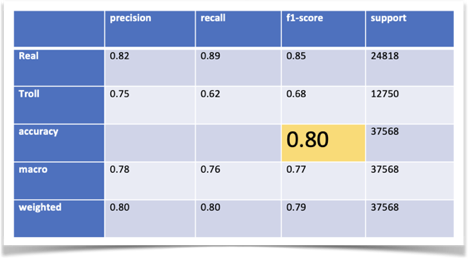 precision recall f1-score support
Real 0.82 0.89 0.85 24818
Troll 0.75 0.62 0.68 12750
accuracy 0.80 37568
macro 0.78 0.76 0.77 37568
weighted 0.80 0.80 0.79 37568